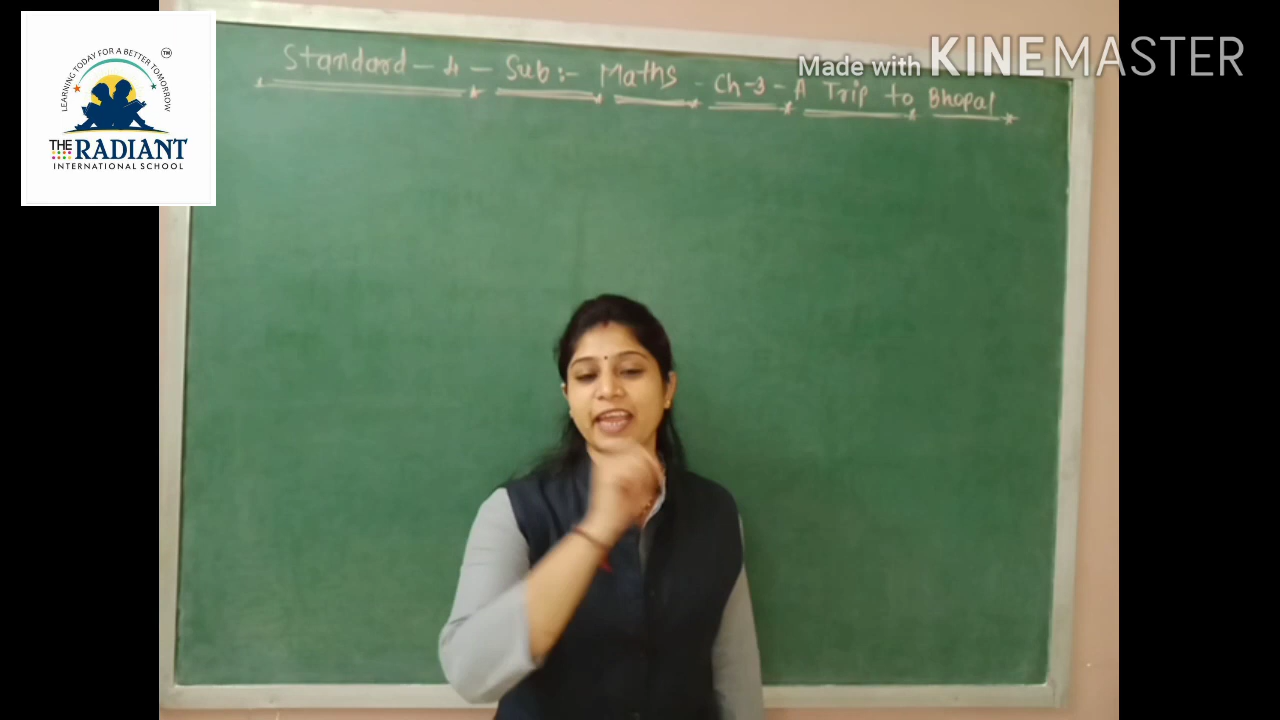 Standard - 4 - Sub:- Maths - Ch-3 - A Trip to Bhopal
Made with KINEMASTER
LEARNING TODAY FOR A BETTER TOMORROW
TM
THE RADIANT
INTERNATIONAL SCHOOL